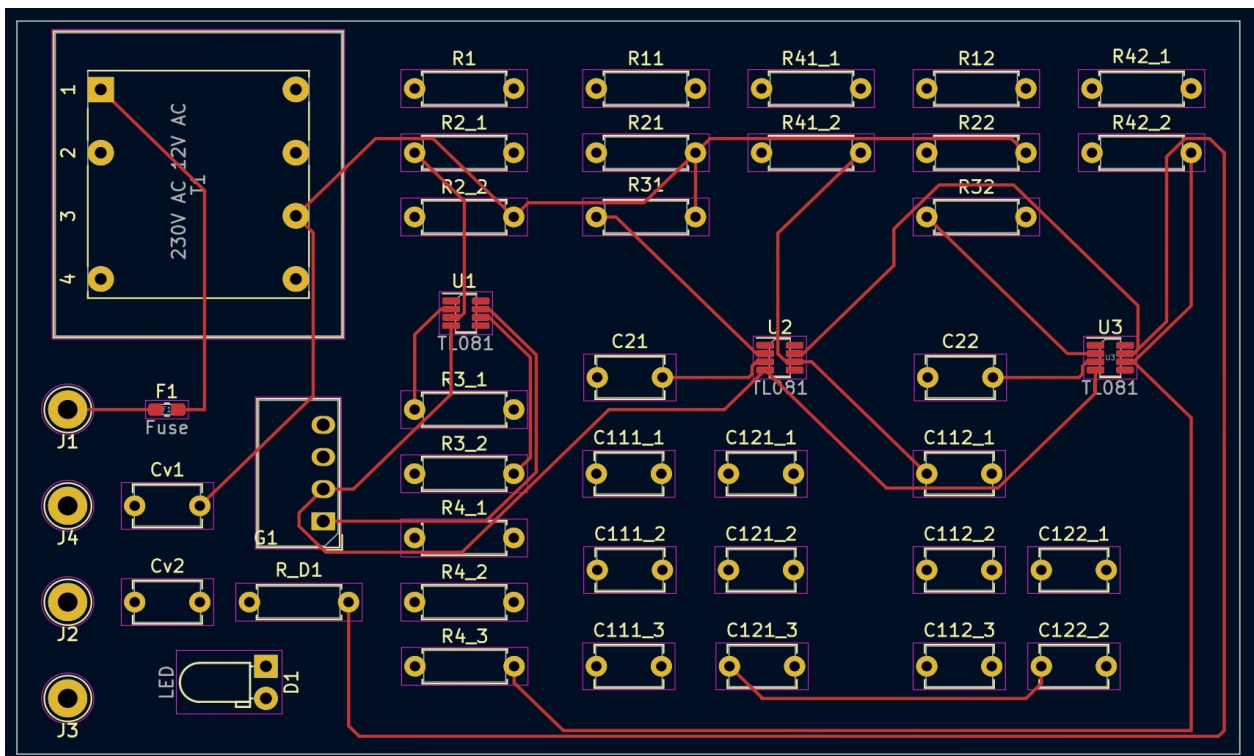 R1
R11
R41_1
R12
R42_1
1
R2_1
R21
R41_2
R22
R42_2
2
230V AC 12V AC
T1
R2_2
R31
R32
3
4
U1
TL081
U2
TL081
U3
U3
TL081
C21
C22
F1
Fuse
J1
R3_1
R3_2
C111_1
C121_1
C112_1
Cv1
J4
G1
R4_1
C111_2
C121_2
C112_2
C122_1
Cv2
R_D1
R4_2
J2
R4_3
C111_3
C121_3
C112_3
C122_2
LED
D1
J3